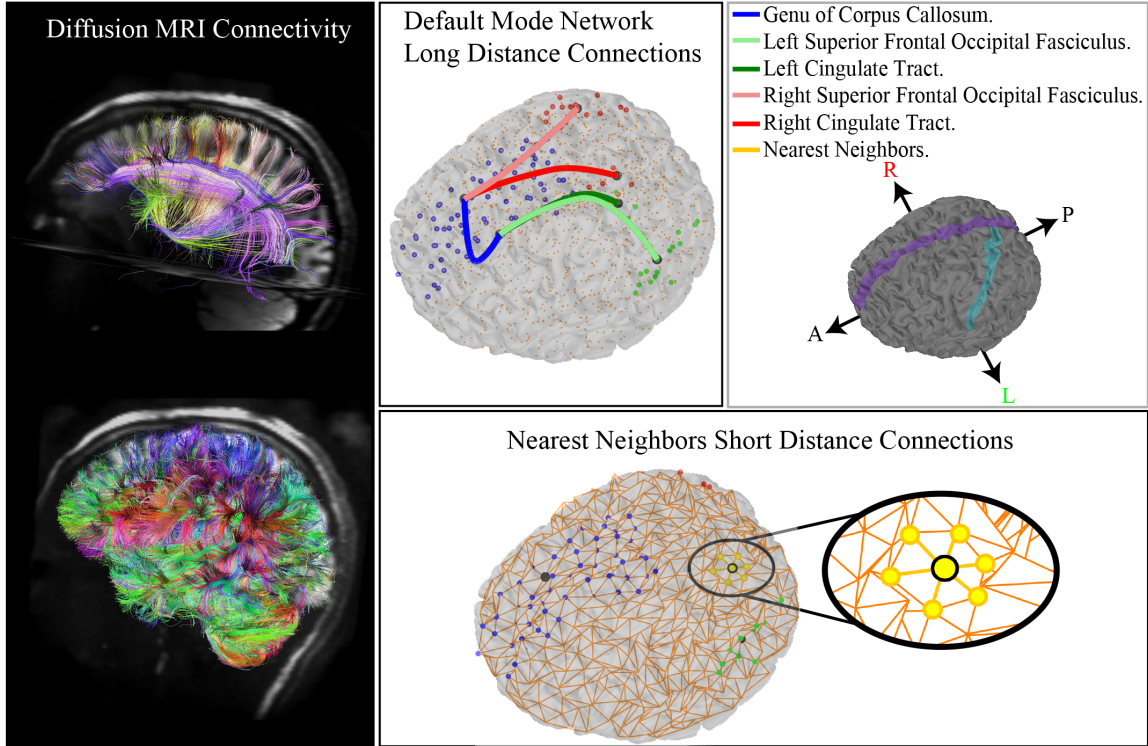 Diffusion MRI Connectivity
Default Mode Network
Long Distance Connections
Genu of Corpus Callosum.
Left Superior Frontal Occipital Fasciculus.
Left Cingulate Tract.
Right Superior Frontal Occipital Fasciculus.
Right Cingulate Tract.
Nearest Neighbors.
R
P
A
L
Nearest Neighbors Short Distance Connections